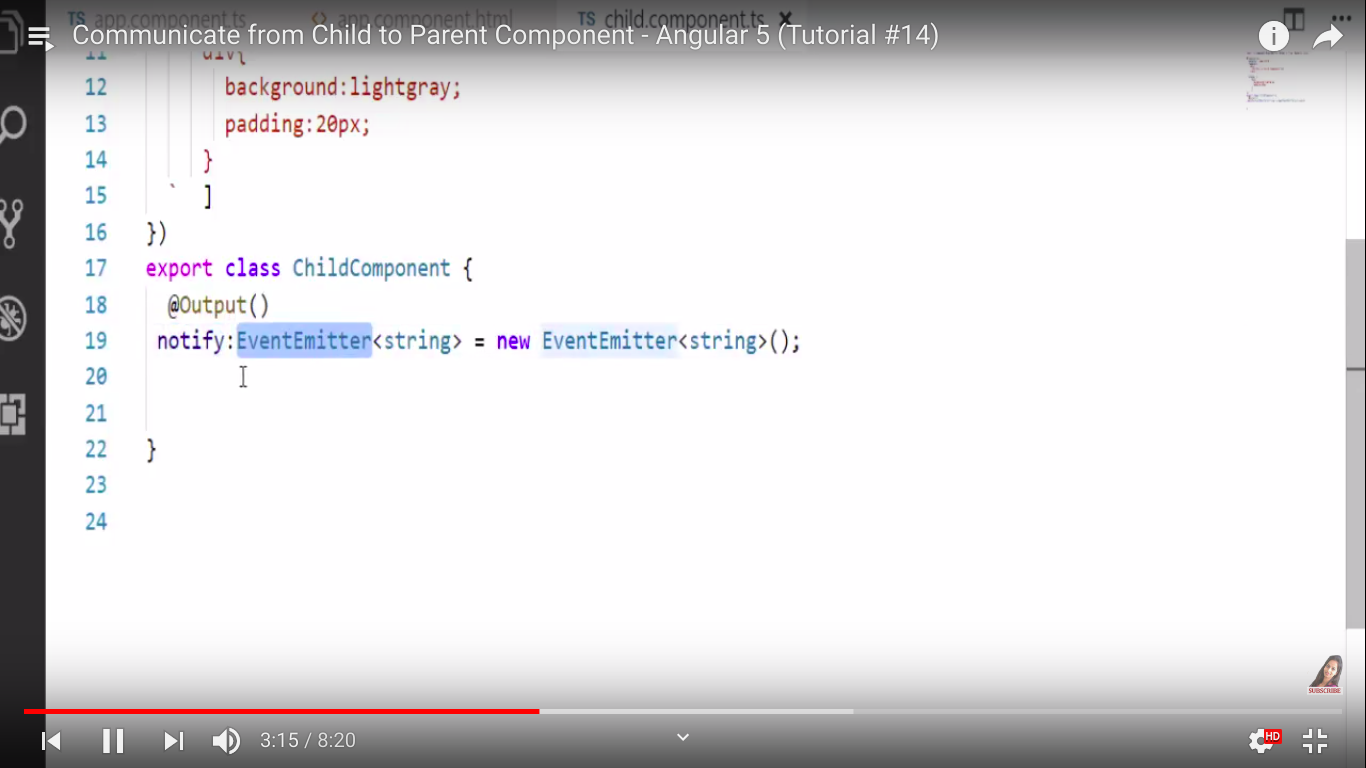 TS app.component.ts <> app.component.html TS child.component.ts
Communicate from Child to Parent Component - Angular 5 (Tutorial #14)
11 div{
12 background:lightgray;
13 padding:20px;
14 }
15 ` ]
16 })
17 export class ChildComponent {
18 @Output()
19 notify:EventEmitter<string> = new EventEmitter<string>();
20
21
22 }
23
24
SUBSCRIBE
3:15 / 8:20
HD